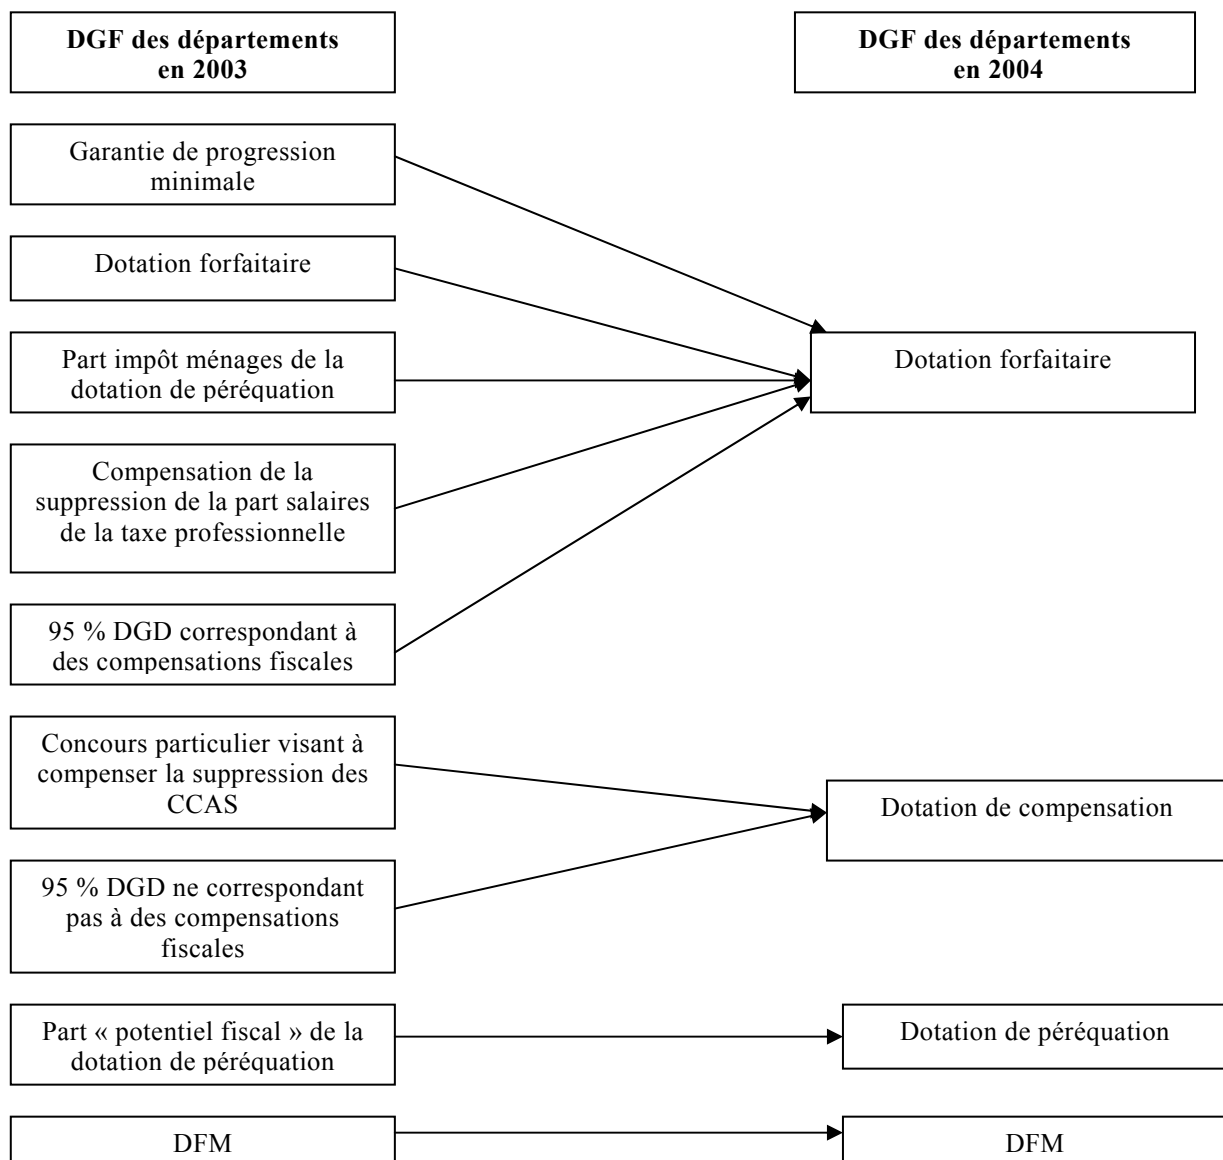 DGF des départements
en 2003
DGF des départements
en 2004
Garantie de progression
minimale
Dotation forfaitaire
Part impôt ménages de la
dotation de péréquation
Dotation forfaitaire
Compensation de la
suppression de la part salaires
de la taxe professionnelle
95 % DGD correspondant à
des compensations fiscales
Concours particulier visant à
compenser la suppression des
CCAS
Dotation de compensation
95 % DGD ne correspondant
pas à des compensations
fiscales
Part « potentiel fiscal » de la
dotation de péréquation
Dotation de péréquation
DFM
DFM